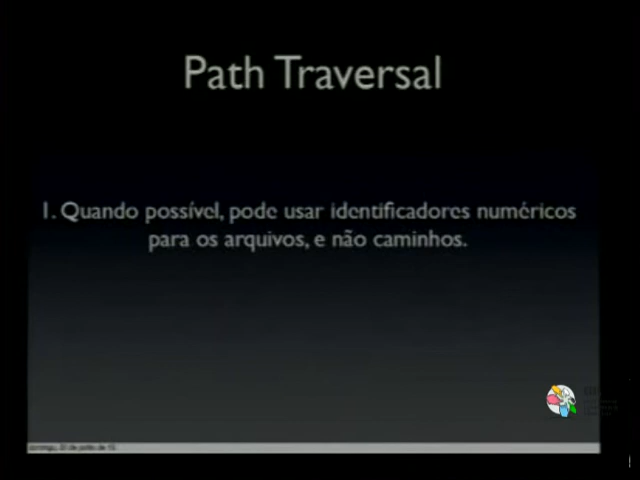 Path Traversal
1. Quando possível, pode usar identificadores numéricos
para os arquivos, e não caminhos.